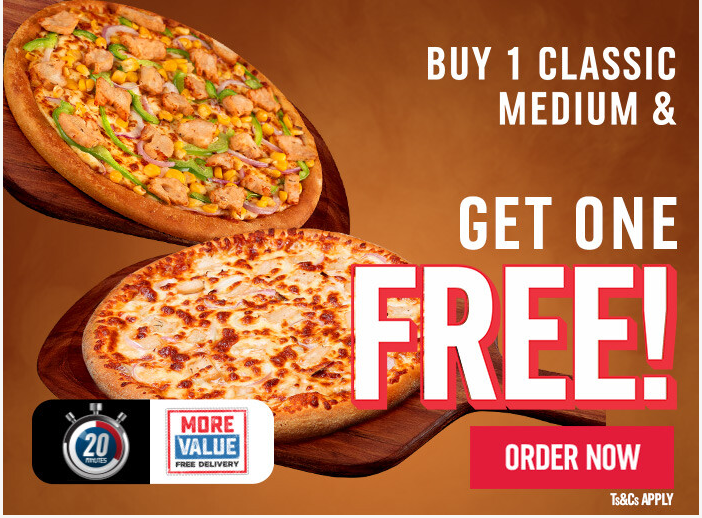 BUY 1 CLASSIC
MEDIUM &
GET ONE
FREE!
20
MINUTES
MORE
VALUE
FREE DELIVERY
ORDER NOW
Ts&Cs APPLY